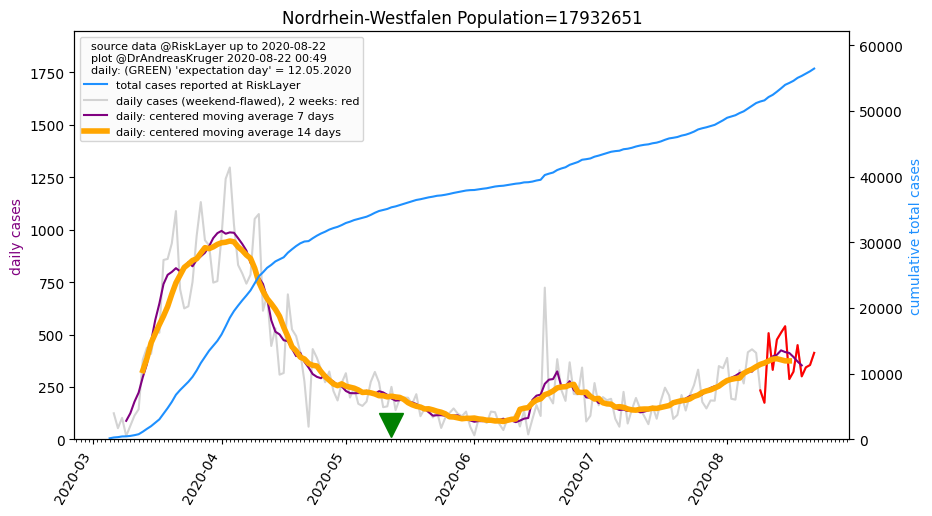 Nordrhein-Westfalen Population=17932651
source data @RiskLayer up to 2020-08-22
plot @DrAndreasKruger 2020-08-22 00:49
daily: (GREEN) 'expectation day' = 12.05.2020
total cases reported at RiskLayer
daily cases (weekend-flawed), 2 weeks: red
daily: centered moving average 7 days
daily: centered moving average 14 days
daily cases
1750
1500
1250
1000
750
500
250
0
60000
50000
40000
30000
20000
10000
0
cumulative total cases
2020-03
2020-04
2020-05
2020-06
2020-07
2020-08